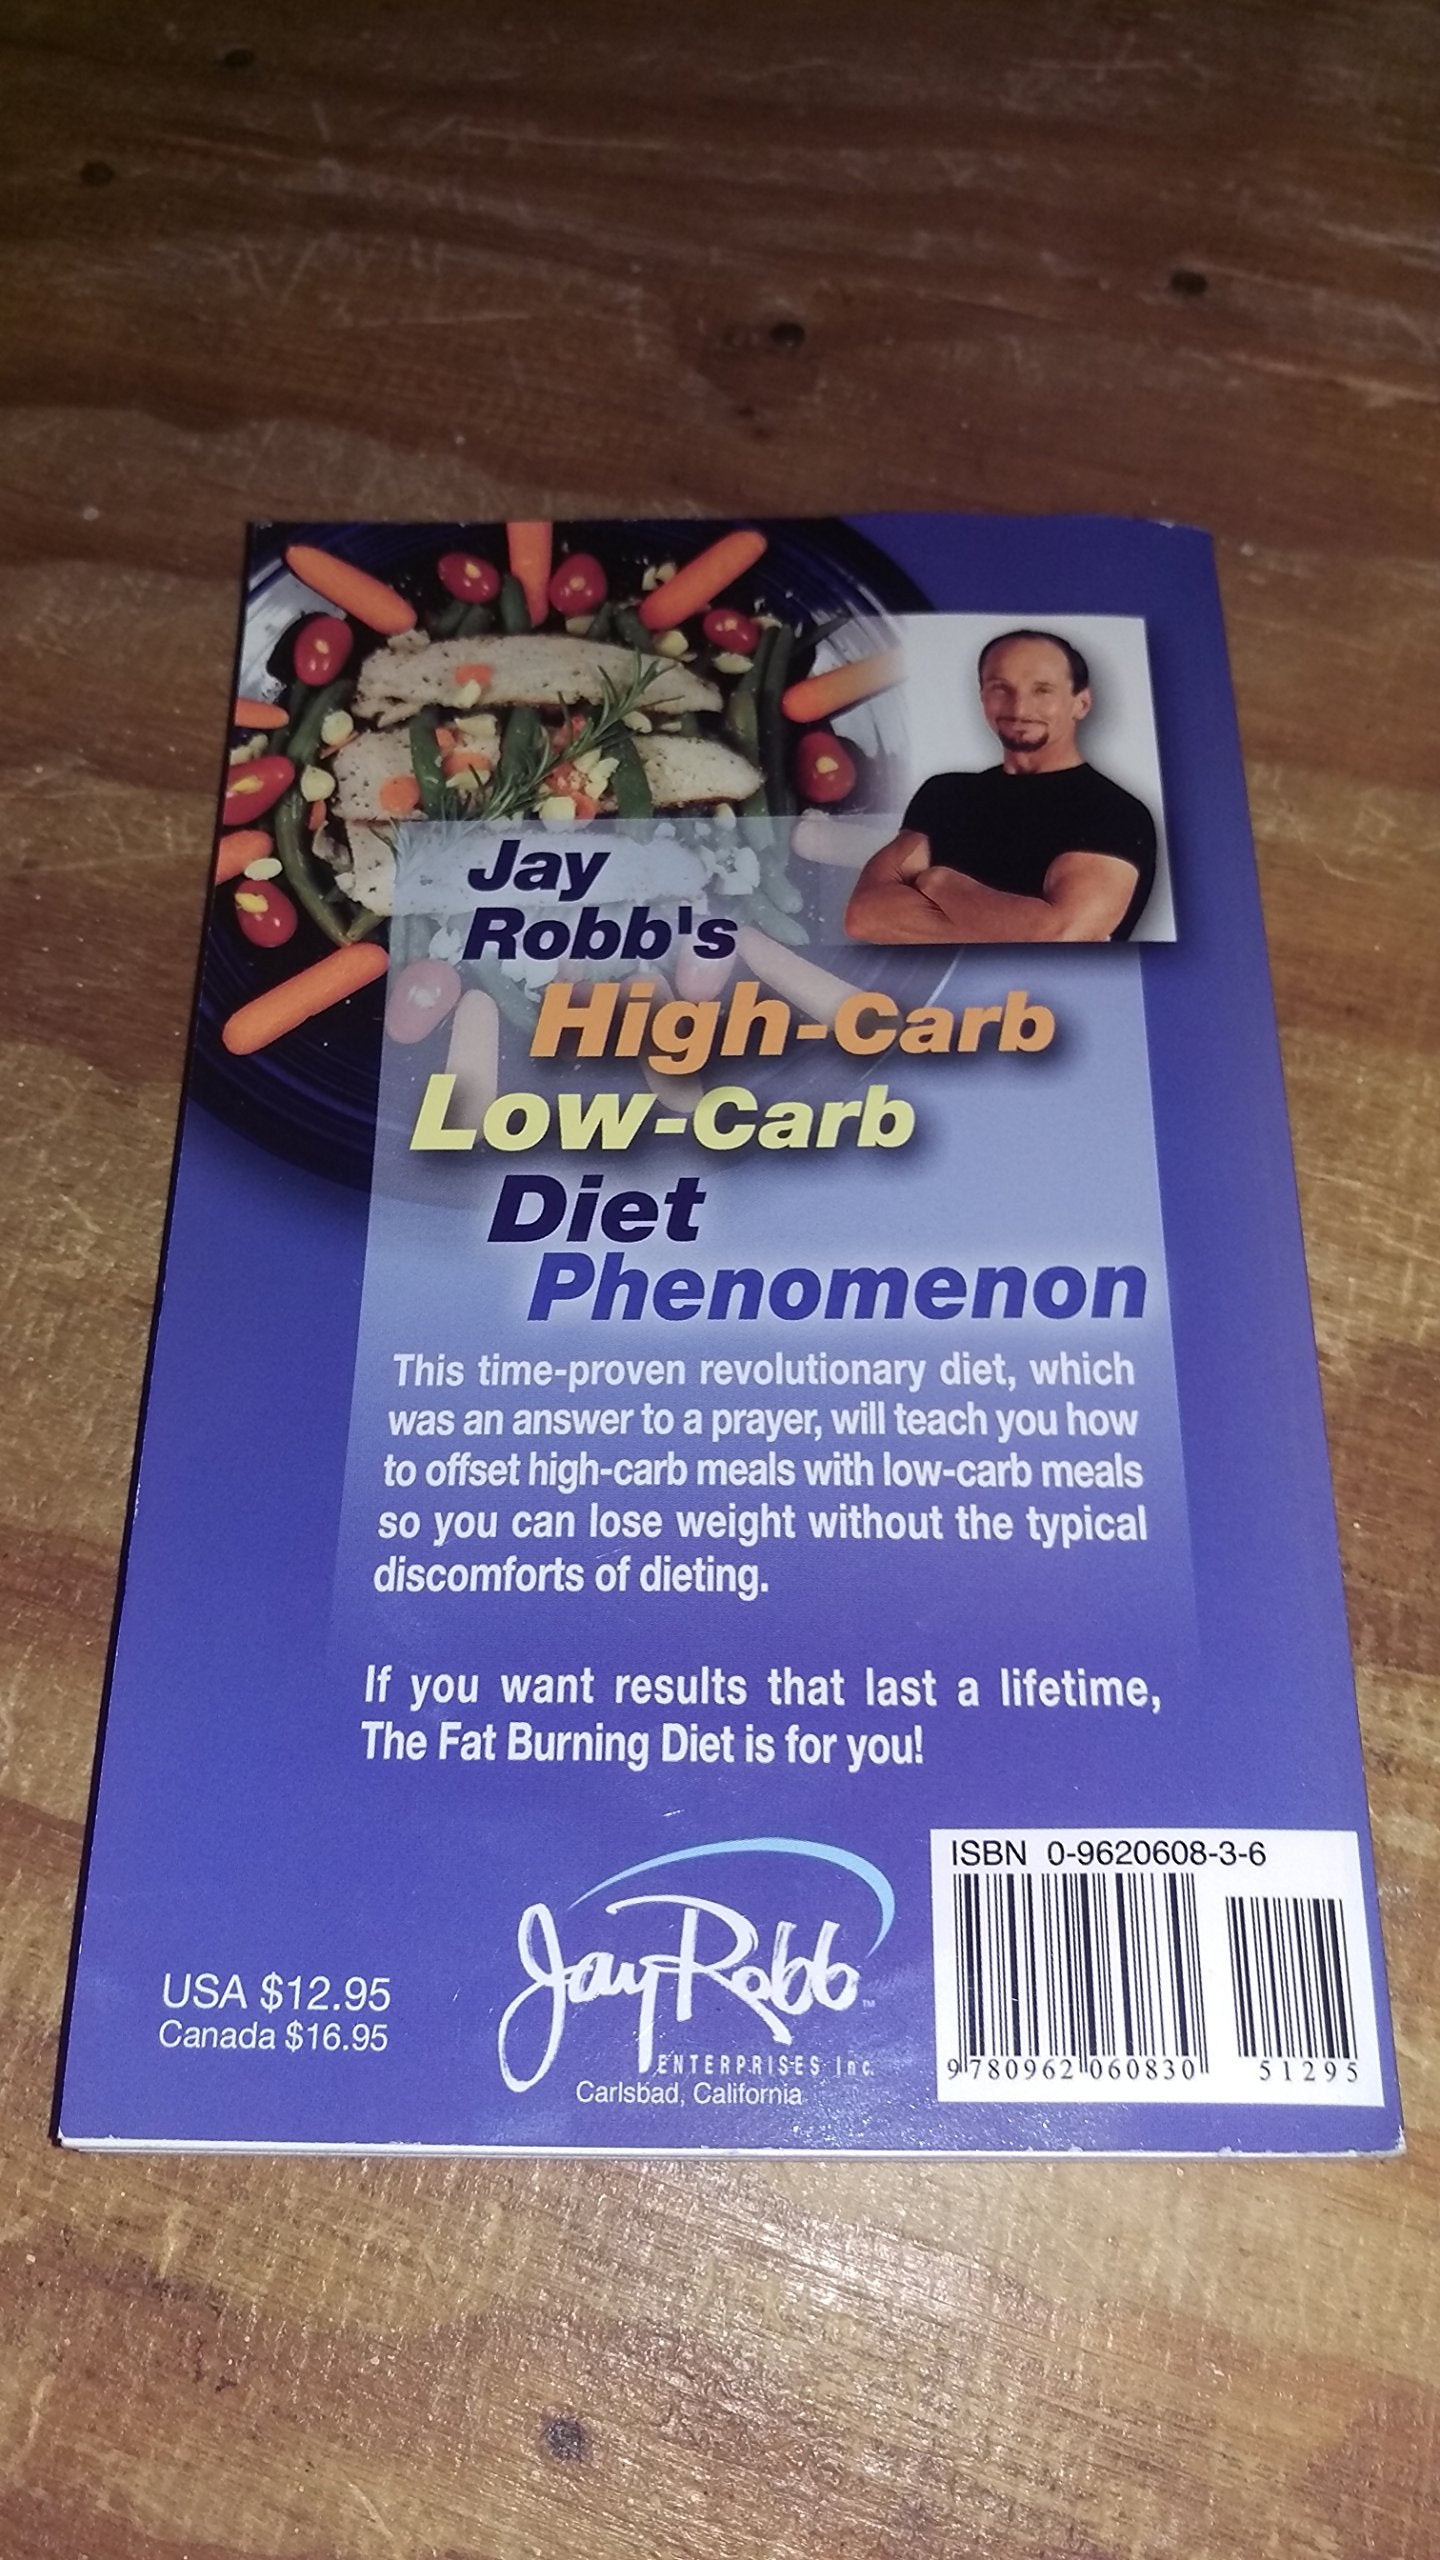 Jay
Robb's
High-Carb
Low-Carb
Diet
Phenomenon
This time-proven revolutionary diet, which
was an answer to a prayer, will teach you how
to offset high-carb meals with low-carb meals
so you can lose weight without the typical
discomforts of dieting.
If you want results that last a lifetime,
The Fat Burning Diet is for you!
USA $12.95
Canada $16.95
Jay Robb™
ENTERPRISES Inc.
Carlsbad, California
ISBN 0-9620608-3-6
9 780962 060830
51295